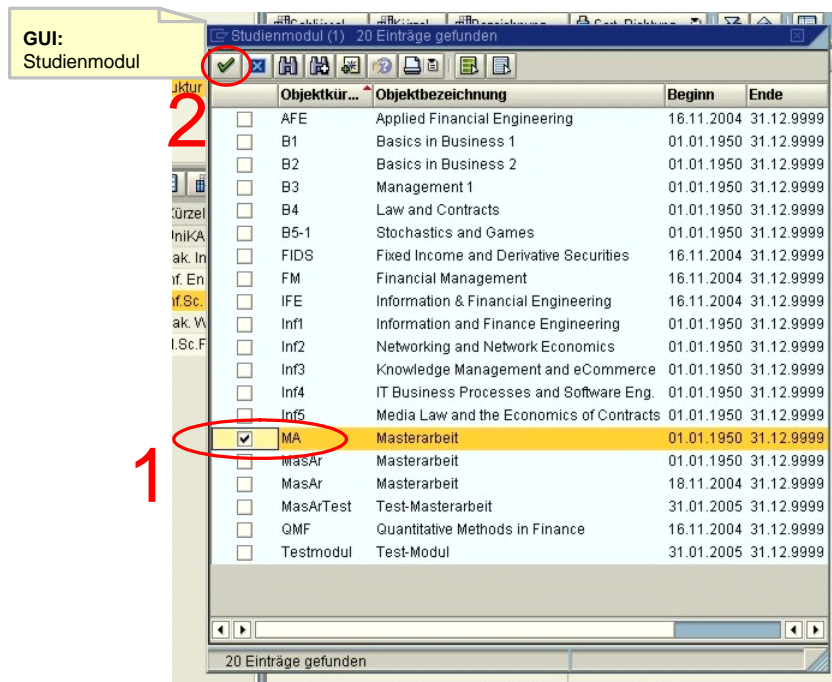 GUI:
Studienmodul
Studienmodul (1) 20 Einträge gefunden
2
uktur
Objektkür... Objektbezeichnung Beginn Ende
AFE Applied Financial Engineering 16.11.2004 31.12.9999
B1 Basics in Business 1 01.01.1950 31.12.9999
B2 Basics in Business 2 01.01.1950 31.12.9999
B3 Management 1 01.01.1950 31.12.9999
Kürzel B4 Law and Contracts 01.01.1950 31.12.9999
UniKA B5-1 Stochastics and Games 01.01.1950 31.12.9999
ak. In FIDS Fixed Income and Derivative Securities 16.11.2004 31.12.9999
nf. En FM Financial Management 16.11.2004 31.12.9999
nf.Sc. IFE Information & Financial Engineering 16.11.2004 31.12.9999
ak. W Inf1 Information and Finance Engineering 01.01.1950 31.12.9999
I.Sc.F Inf2 Networking and Network Economics 01.01.1950 31.12.9999
Inf3 Knowledge Management and eCommerce 01.01.1950 31.12.9999
Inf4 IT Business Processes and Software Eng. 01.01.1950 31.12.9999
Inf5 Media Law and the Economics of Contracts 01.01.1950 31.12.9999
MA Masterarbeit 01.01.1950 31.12.9999
1
MasAr Masterarbeit 01.01.1950 31.12.9999
MasAr Masterarbeit 18.11.2004 31.12.9999
MasArTest Test-Masterarbeit 31.01.2005 31.12.9999
QMF Quantitative Methods in Finance 16.11.2004 31.12.9999
Testmodul Test-Modul 31.01.2005 31.12.9999
20 Einträge gefunden